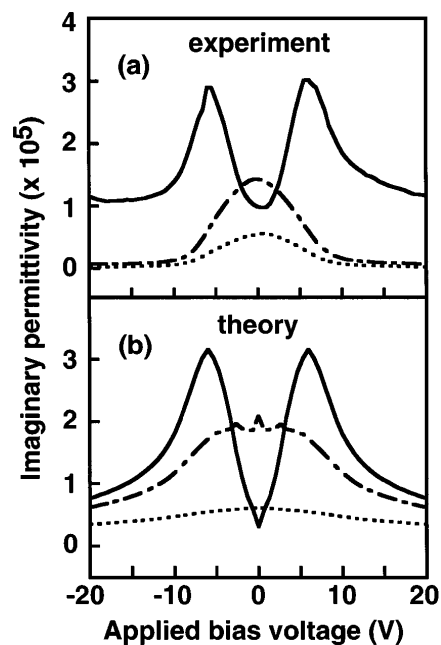 4
experiment
(a)
3
2
1
0
Imaginary permittivity (x 10⁵)
theory
(b)
3
2
1
0
-20 -10 0 10 20
Applied bias voltage (V)